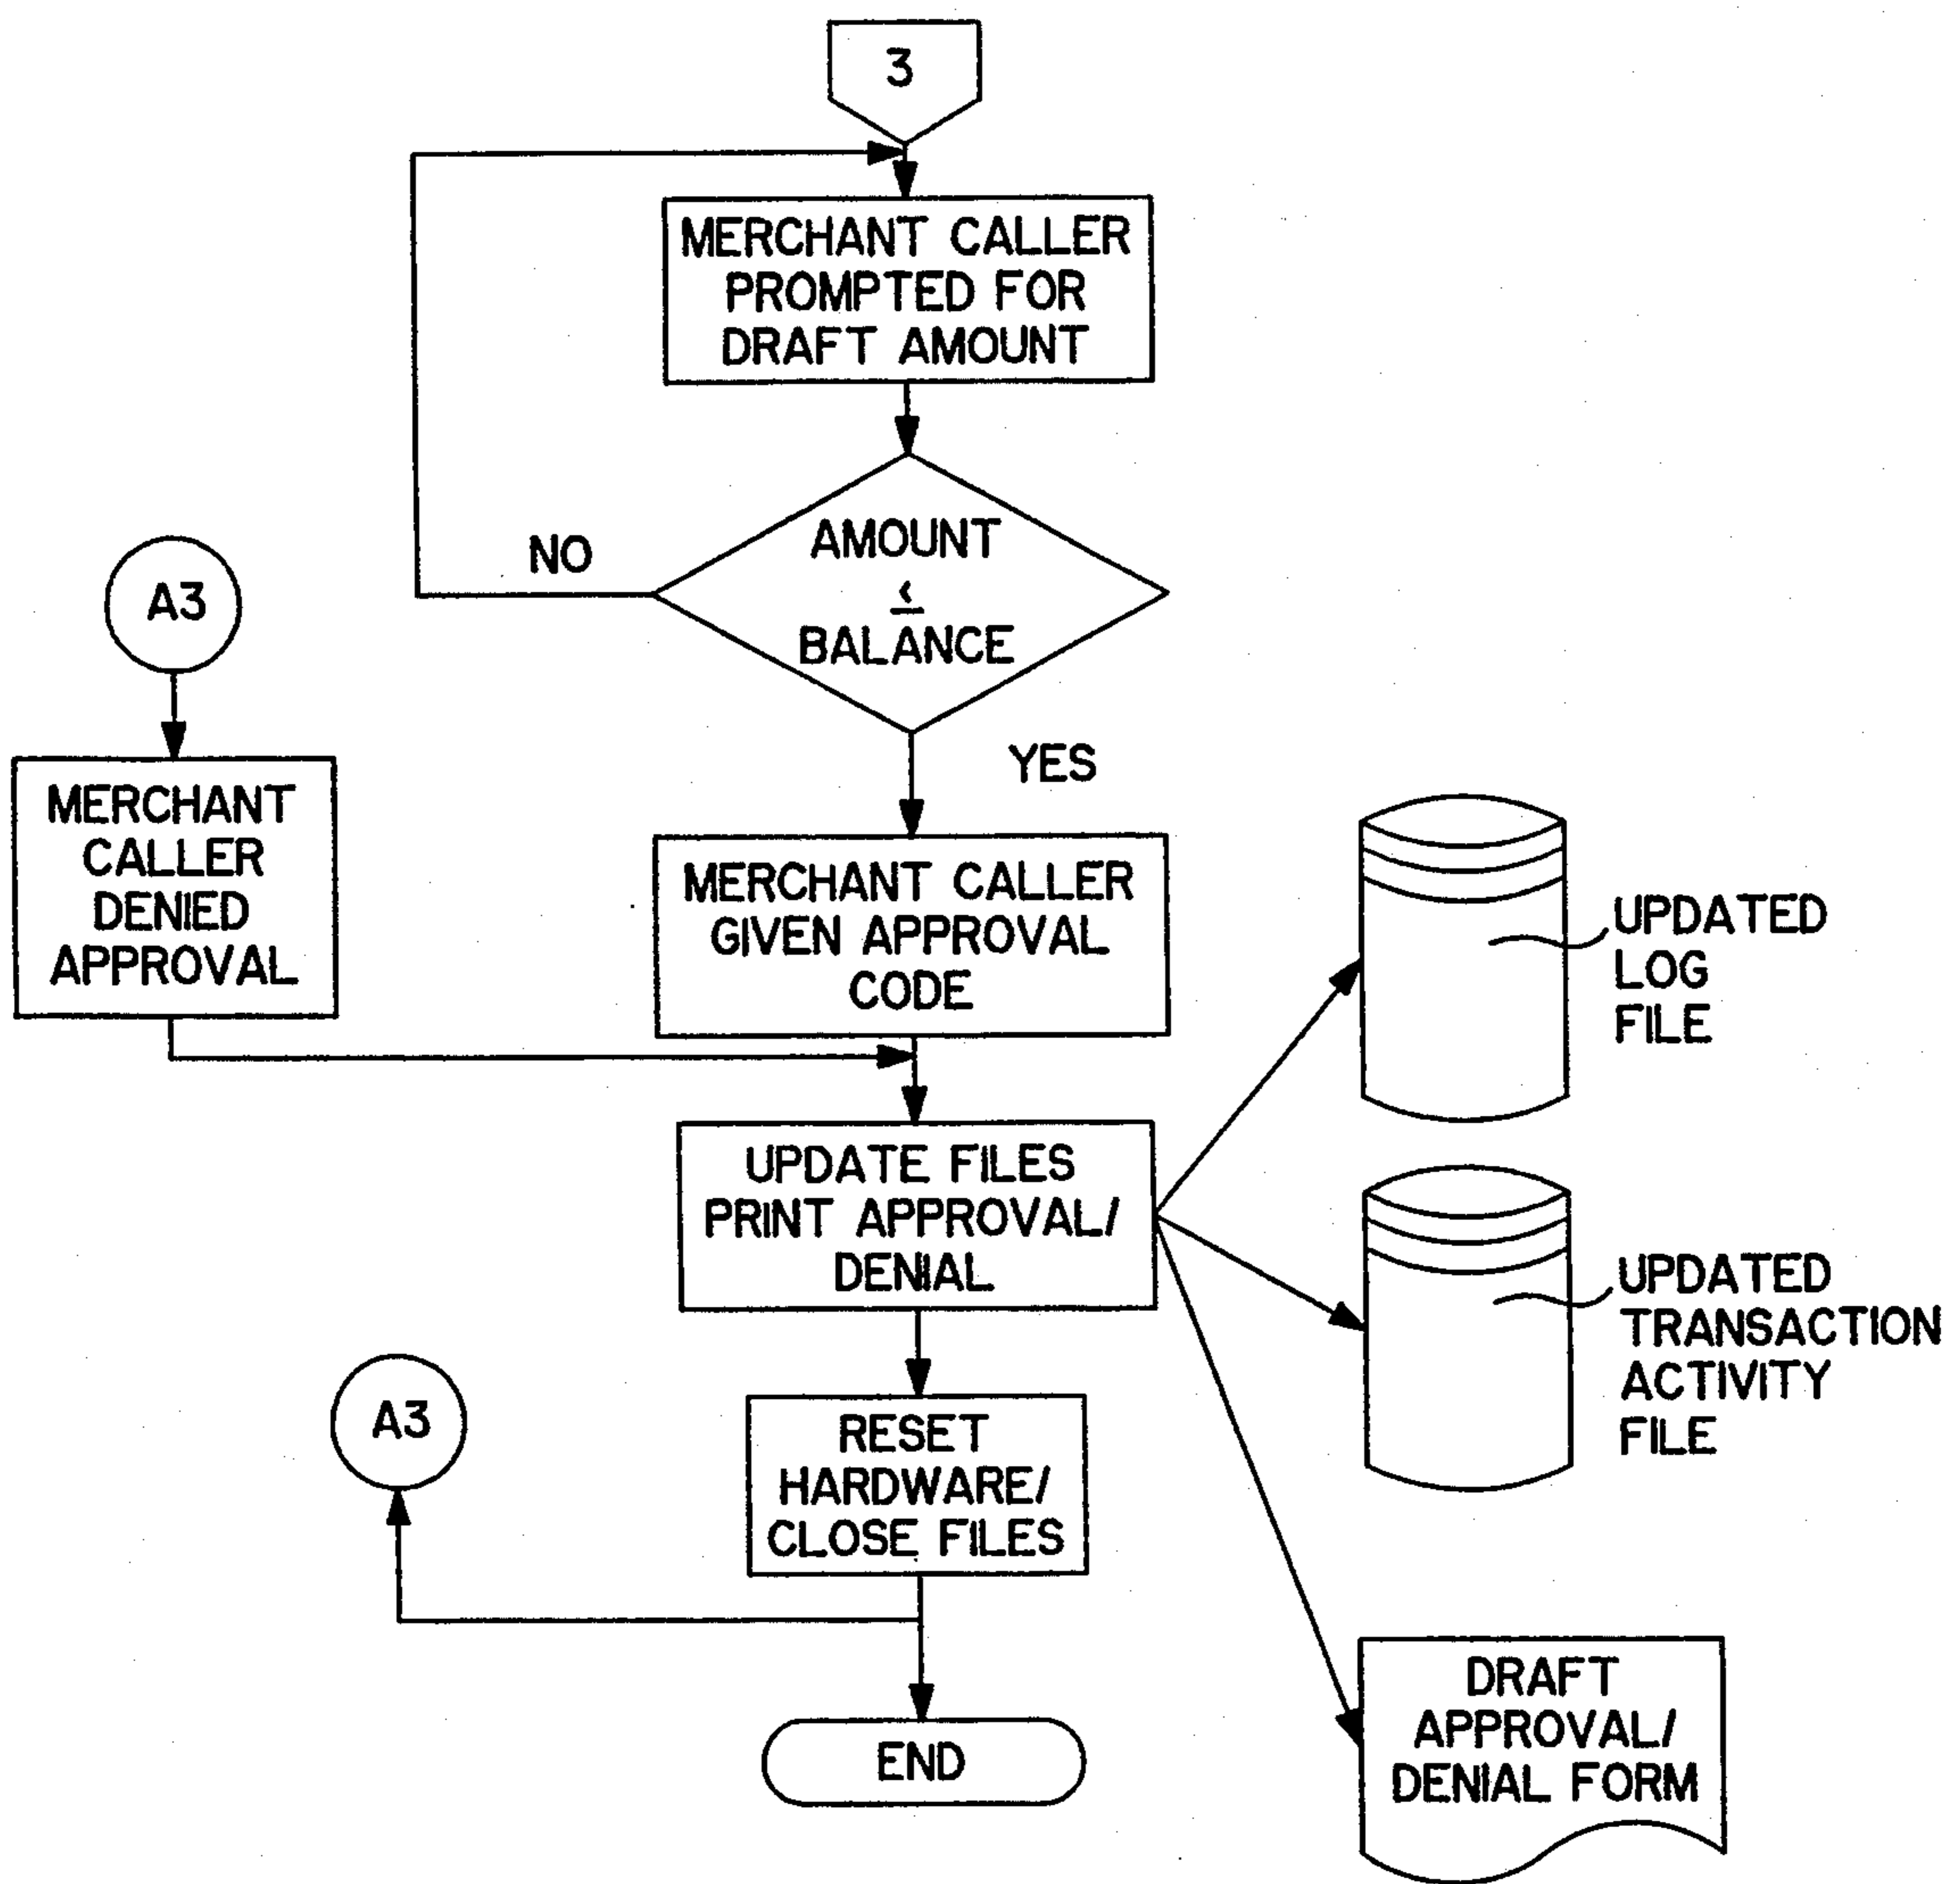 3
MERCHANT CALLER
PROMPTED FOR
DRAFT AMOUNT
AMOUNT
≤
BALANCE
NO
YES
A3
MERCHANT
CALLER
DENIED
APPROVAL
MERCHANT CALLER
GIVEN APPROVAL
CODE
UPDATED
LOG
FILE
UPDATE FILES
PRINT APPROVAL/
DENIAL
UPDATED
TRANSACTION
ACTIVITY
FILE
A3
RESET
HARDWARE/
CLOSE FILES
DRAFT
APPROVAL/
DENIAL FORM
END